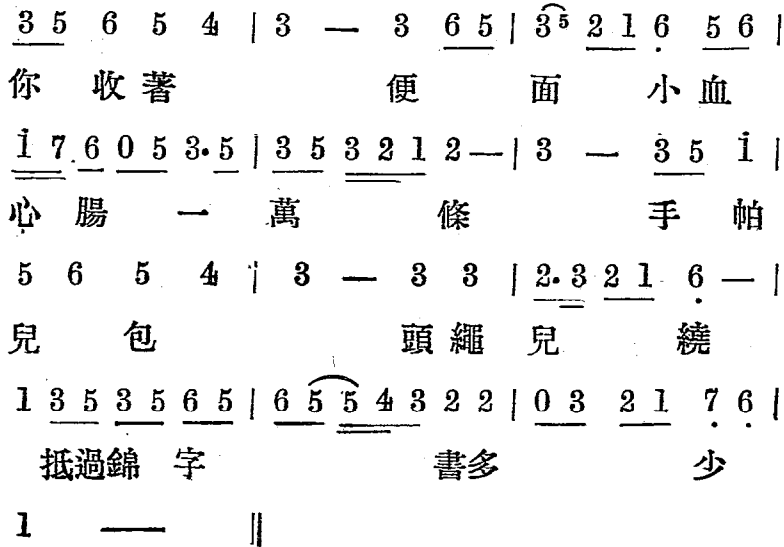 3 5 6 5 4 | 3 — 3 6 5 | 3 5 2 1 6̣ 5 6 |
你 收著 便 面 小血
i̇ 7 6 0 5 3· 5 | 3 5 3 2 1 2 — | 3 — 3 5 i̇ |
心 腸 一 萬 條 手 帕
5 6 5 4 | 3 — 3 3 | 2· 3 2 1 6̣ — |
兒 包 頭 繩 兒 繞
1 3 5 3 5 6 5 | 6 5 5 4 3 2 2 | 0 3 2 1 7̣ 6̣ |
抵過錦 字 書多 少
1 — ‖